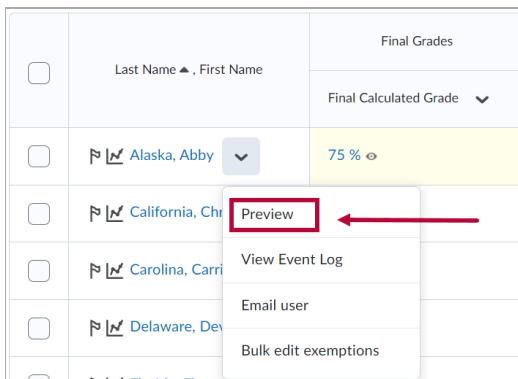 Final Grades
Last Name ▲ , First Name
Final Calculated Grade
Alaska, Abby
75 %
California, Chr
Preview
View Event Log
Carolina, Carri
Email user
Delaware, Dev
Bulk edit exemptions